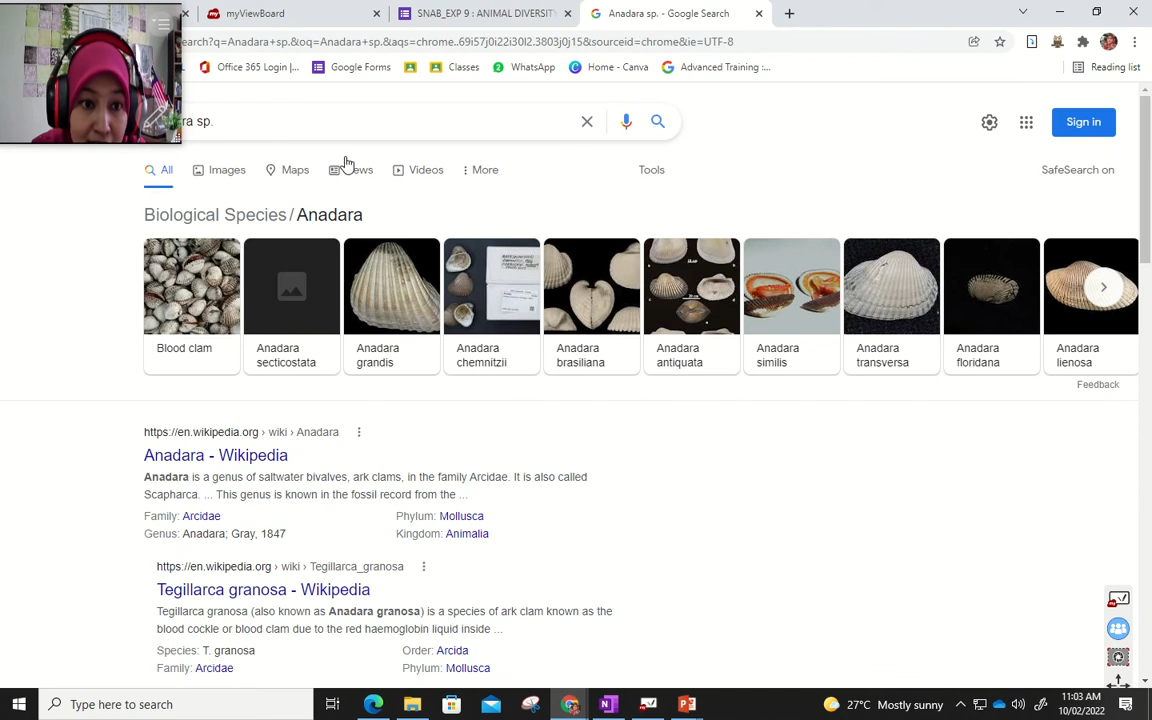 myViewBoard
SNAB_EXP 9 : ANIMAL DIVERSITY
Anadara sp. - Google Search
search?q=Anadara+sp.&oq=Anadara+sp.&aqs=chrome..69i57j0i22i30l2.3803j0j15&sourceid=chrome&ie=UTF-8
Office 365 Login |...
Google Forms
Classes
WhatsApp
Home - Canva
Advanced Training :...
Reading list
ra sp.
Sign in
All
Images
Maps
News
Videos
More
Tools
SafeSearch on
Biological Species / Anadara
Blood clam
Anadara secticostata
Anadara grandis
Anadara chemnitzii
Anadara brasiliana
Anadara antiquata
Anadara similis
Anadara transversa
Anadara floridana
Anadara lienosa
Feedback
https://en.wikipedia.org › wiki › Anadara
Anadara - Wikipedia
Anadara is a genus of saltwater bivalves, ark clams, in the family Arcidae. It is also called
Scapharca. ... This genus is known in the fossil record from the ...
Family: Arcidae
Phylum: Mollusca
Genus: Anadara; Gray, 1847
Kingdom: Animalia
https://en.wikipedia.org › wiki › Tegillarca_granosa
Tegillarca granosa - Wikipedia
Tegillarca granosa (also known as Anadara granosa) is a species of ark clam known as the
blood cockle or blood clam due to the red haemoglobin liquid inside ...
Species: T. granosa
Order: Arcida
Family: Arcidae
Phylum: Mollusca
Type here to search
27°C Mostly sunny
11:03 AM
10/02/2022